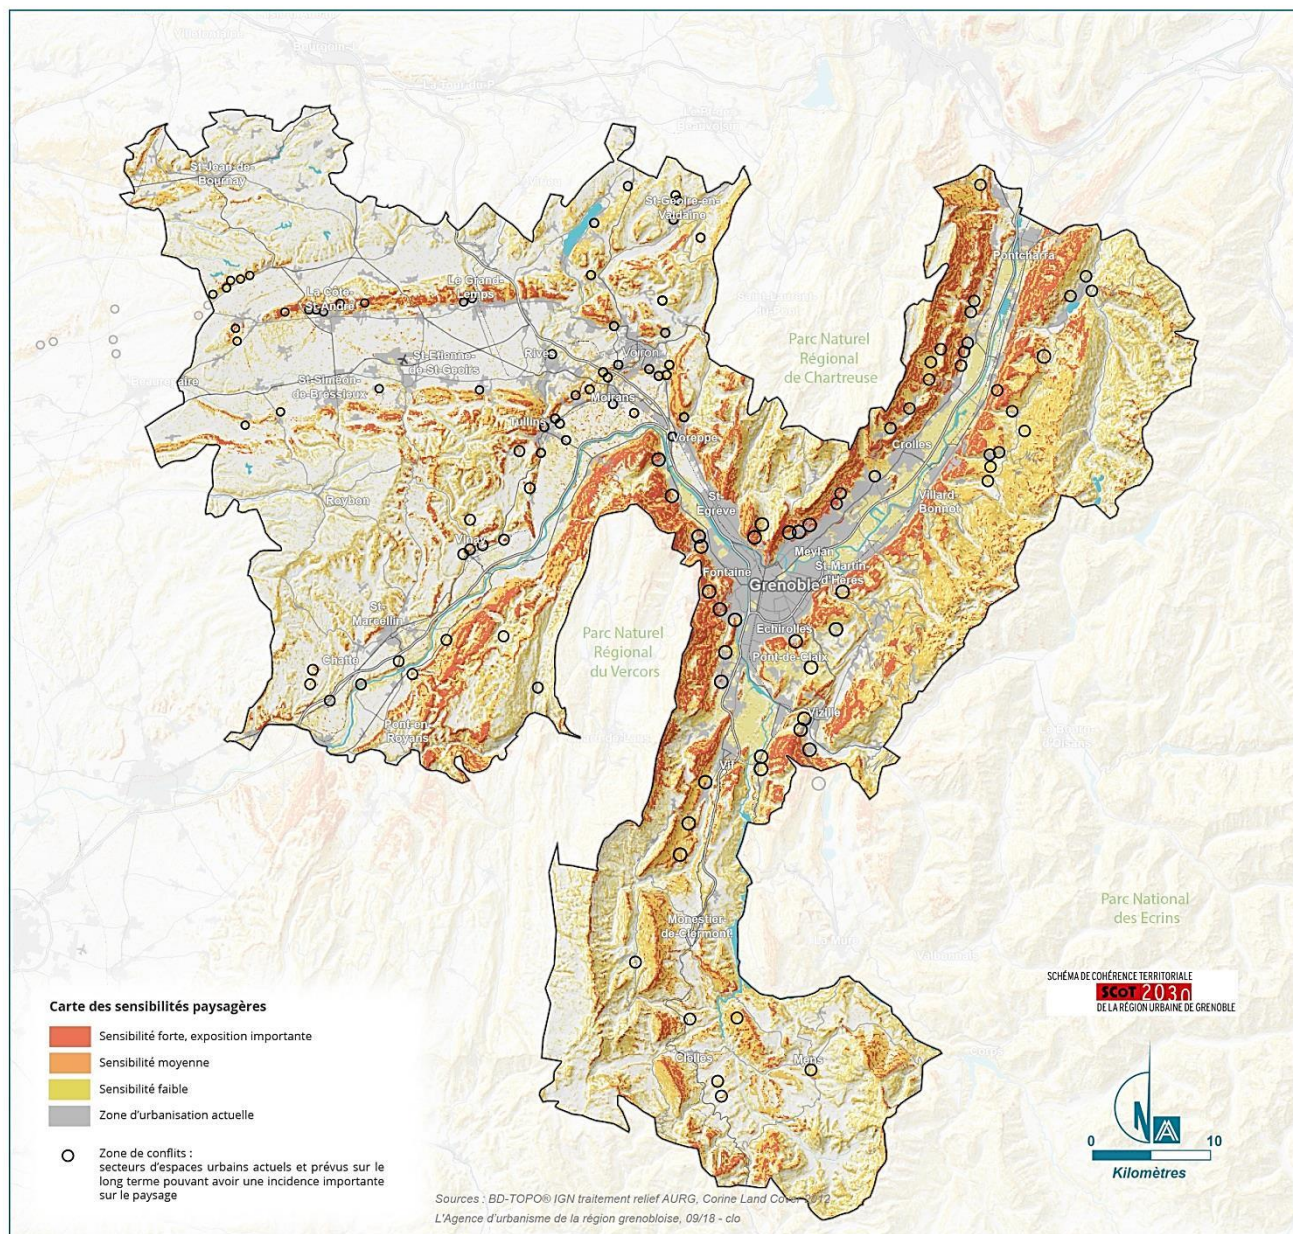 St-Jean-de-
Bournay
St-Geoire-en-
Valdaine
Pontcharra
La Côte-
St-André
Le Grand-
Lemps
Parc Naturel
Régional
de Chartreuse
Rives
Voiron
St-Etienne-
de-St-Geoirs
Beaurepaire
St-Siméon-
de-Bressieux
Moirans
Tullins
Voreppe
Crolles
Roybon
St-
Egrève
Villard-
Bonnot
Vinay
Meylan
Fontaine
St-Martin-
d'Hères
Grenoble
St-
Marcellin
Parc Naturel
Régional
du Vercors
Echirolles
Pont-de-Claix
Chatte
Vizille
Pont-en-
Royans
Vif
Parc National
des Ecrins
Monestier-
de-Clermont
La Mure
Valbonnais
Clelles
Mens
SCHÉMA DE COHÉRENCE TERRITORIALE
SCoT 2030
DE LA RÉGION URBAINE DE GRENOBLE
Carte des sensibilités paysagères
Sensibilité forte, exposition importante
Sensibilité moyenne
Sensibilité faible
Zone d'urbanisation actuelle
Zone de conflits :
secteurs d'espaces urbains actuels et prévus sur le
long terme pouvant avoir une incidence importante
sur le paysage
N
0 10
Kilomètres
Sources : BD-TOPO® IGN traitement relief AURG, Corine Land Cover 2012
L'Agence d'urbanisme de la région grenobloise, 09/18 - clo